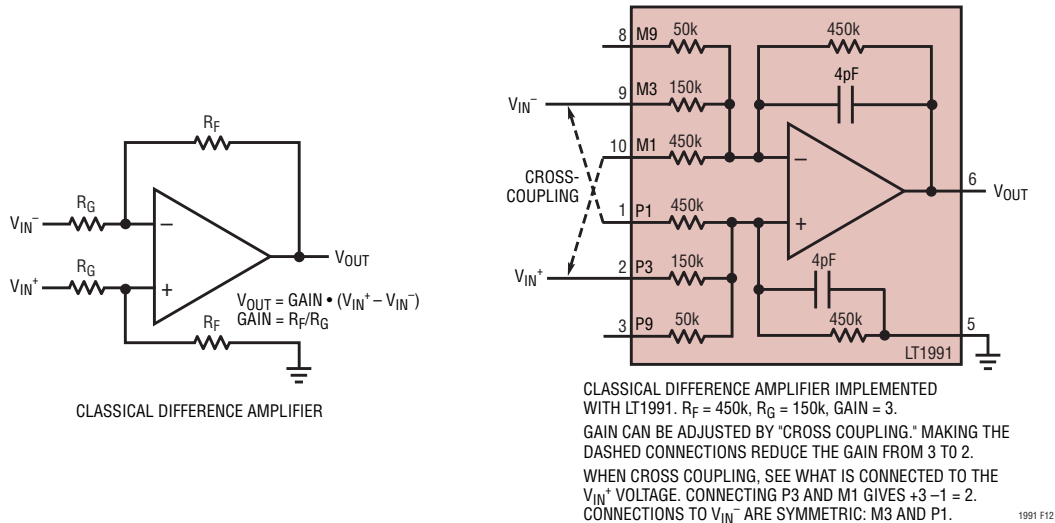 R_F
R_G
V_IN^-
−
V_IN^+
R_G
+
V_OUT
V_OUT = GAIN • (V_IN^+ – V_IN^-)
GAIN = R_F/R_G
R_F
CLASSICAL DIFFERENCE AMPLIFIER
8 M9 50k
450k
4pF
V_IN^- 9 M3 150k
10 M1 450k
−
CROSS-
COUPLING
6
V_OUT
1 P1 450k
+
V_IN^+ 2 P3 150k
4pF
3 P9 50k
450k
5
LT1991
CLASSICAL DIFFERENCE AMPLIFIER IMPLEMENTED
WITH LT1991. R_F = 450k, R_G = 150k, GAIN = 3.
GAIN CAN BE ADJUSTED BY "CROSS COUPLING." MAKING THE
DASHED CONNECTIONS REDUCE THE GAIN FROM 3 T0 2.
WHEN CROSS COUPLING, SEE WHAT IS CONNECTED TO THE
V_IN^+ VOLTAGE. CONNECTING P3 AND M1 GIVES +3 –1 = 2.
CONNECTIONS TO V_IN^- ARE SYMMETRIC: M3 AND P1.
1991 F12